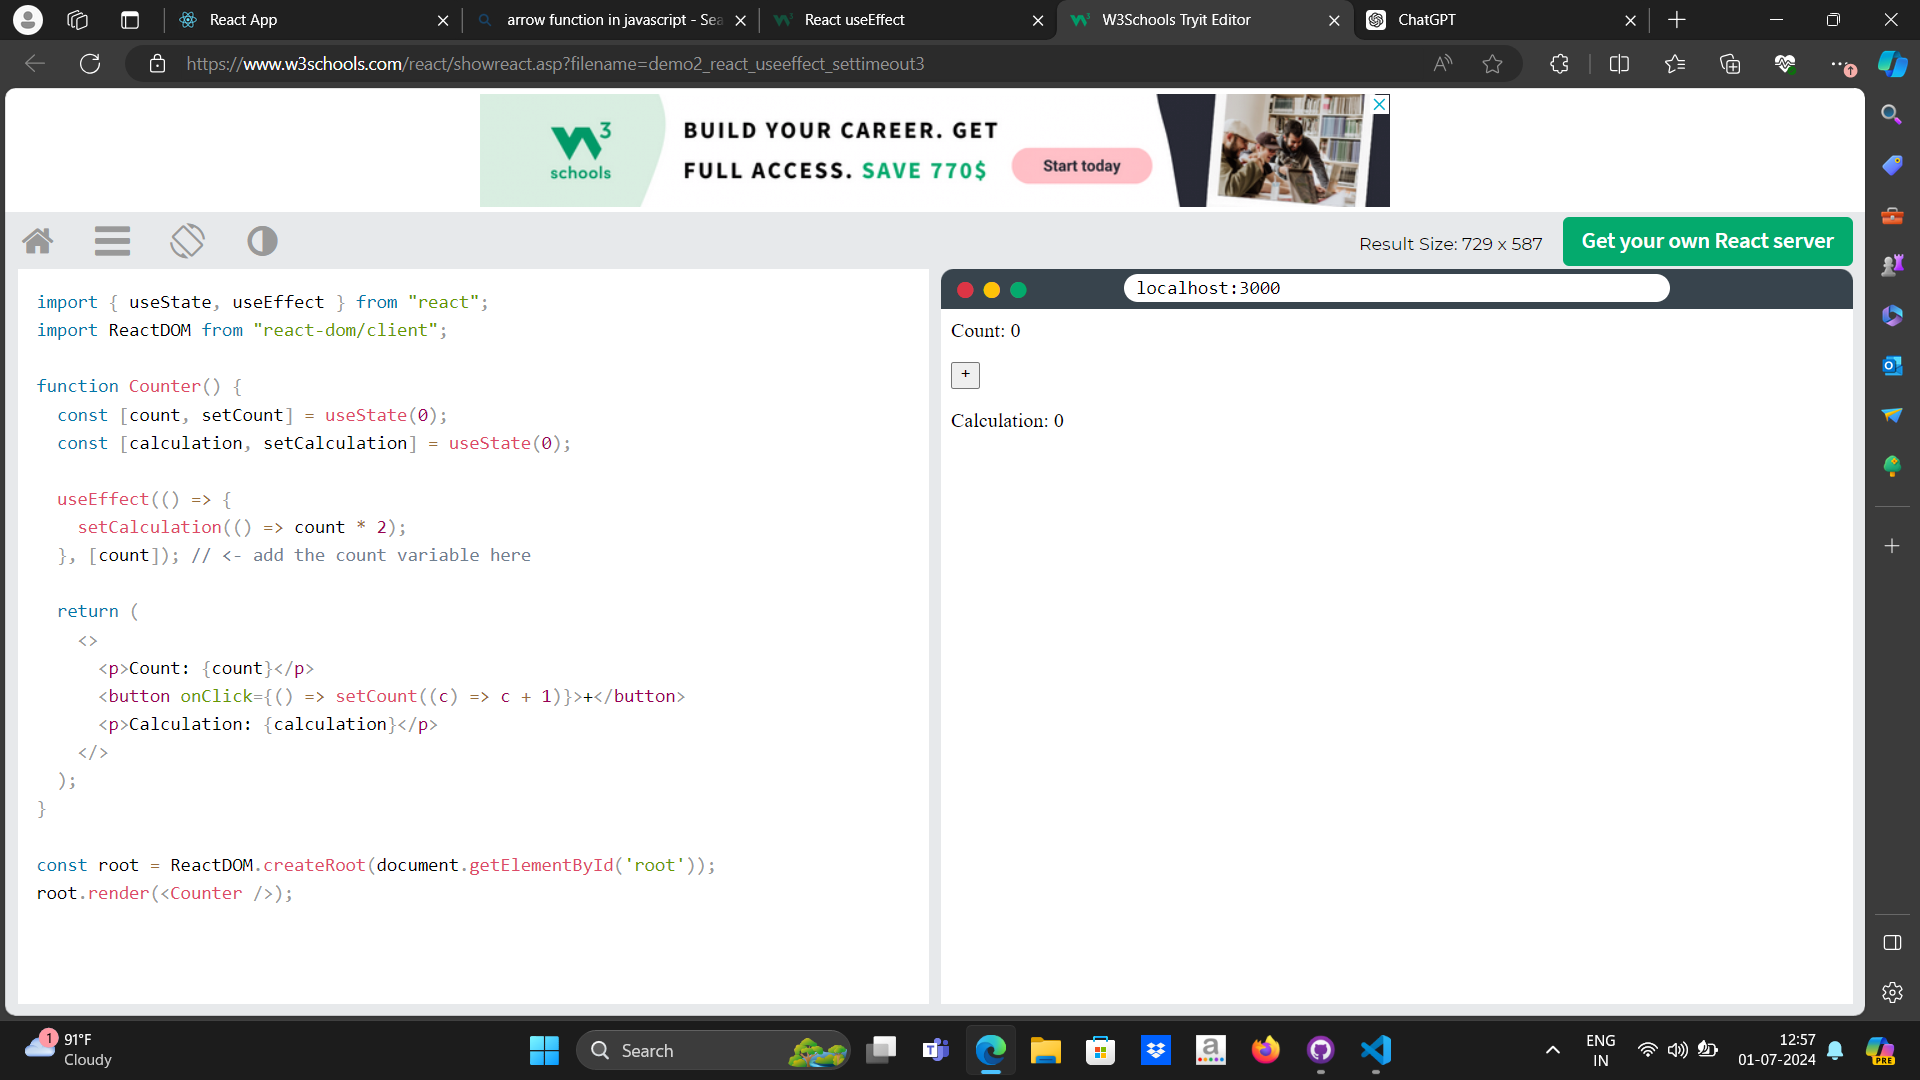 React App
arrow function in javascript - Sea
React useEffect
W3Schools Tryit Editor
ChatGPT
https://www.w3schools.com/react/showreact.asp?filename=demo2_react_useeffect_settimeout3
W3
schools
BUILD YOUR CAREER. GET
FULL ACCESS. SAVE 770$
Start today
Result Size: 729 x 587
Get your own React server
import { useState, useEffect } from "react";
import ReactDOM from "react-dom/client";
function Counter() {
const [count, setCount] = useState(0);
const [calculation, setCalculation] = useState(0);
useEffect(() => {
setCalculation(() => count * 2);
}, [count]); // <- add the count variable here
return (
<>
<p>Count: {count}</p>
<button onClick={() => setCount((c) => c + 1)}>+</button>
<p>Calculation: {calculation}</p>
</>
);
}
const root = ReactDOM.createRoot(document.getElementById('root'));
root.render(<Counter />);
localhost:3000
Count: 0
+
Calculation: 0
1
91°F
Cloudy
Search
ENG
IN
12:57
01-07-2024
PRE